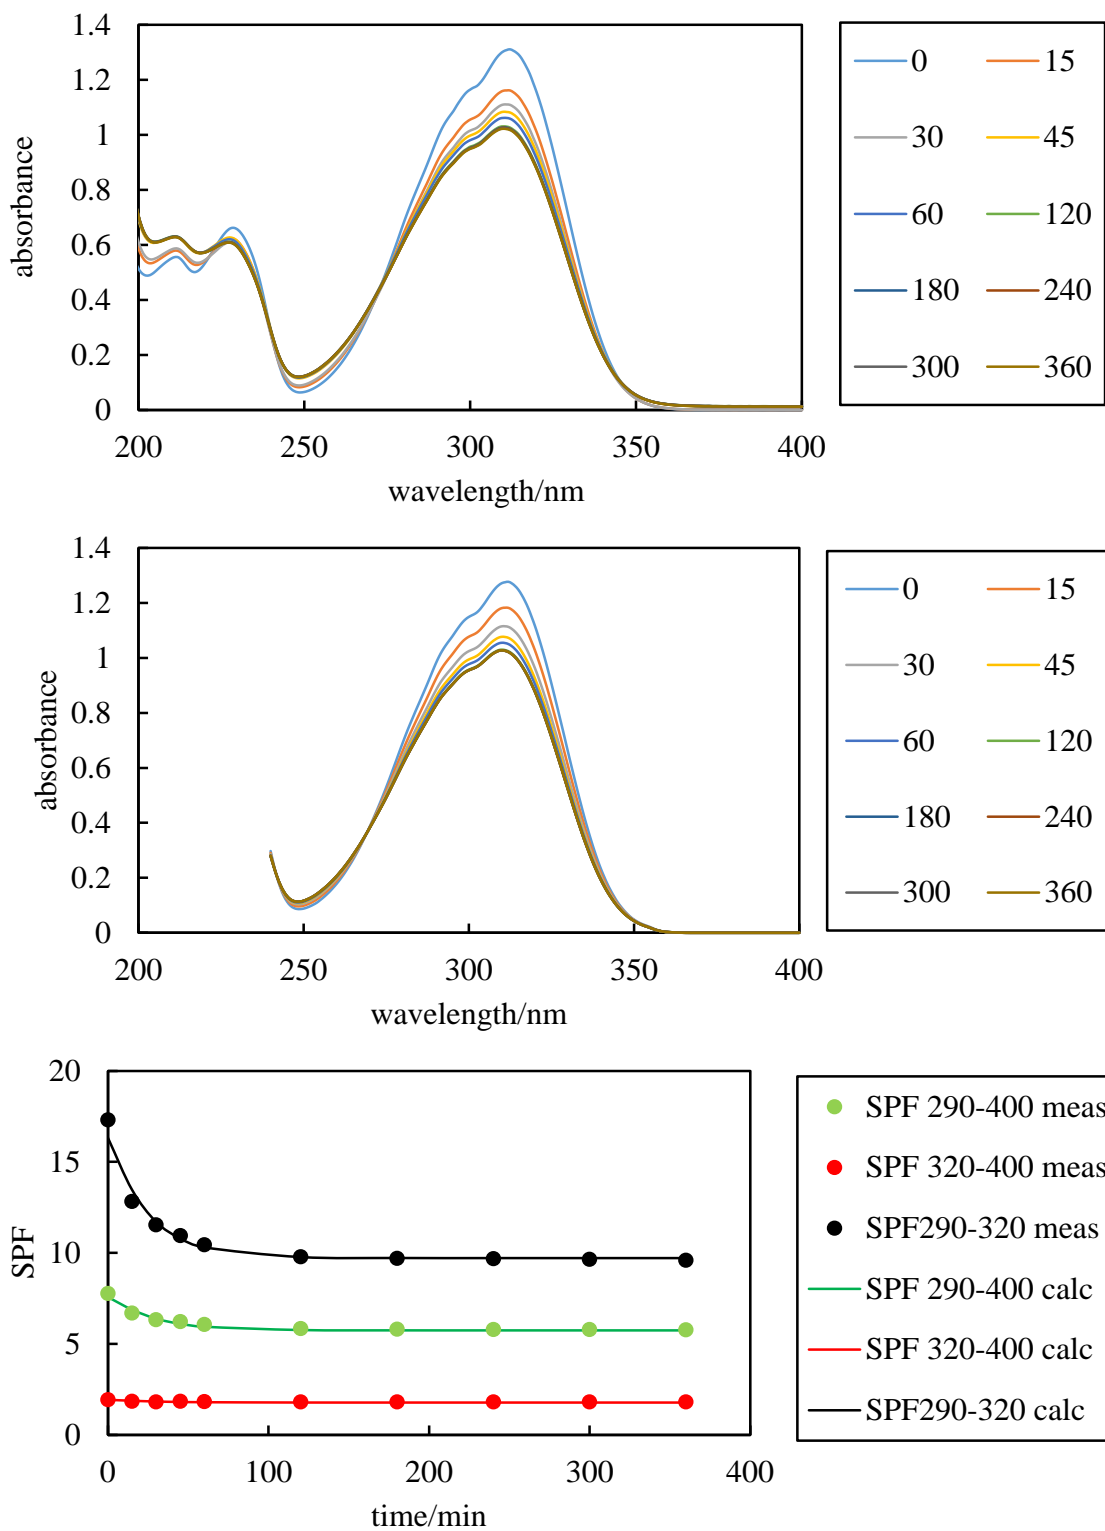 1.4
1.2
1
0.8
0.6
0.4
0.2
0
200 250 300 350 400
absorbance
wavelength/nm
0 15
30 45
60 120
180 240
300 360
1.4
1.2
1
0.8
0.6
0.4
0.2
0
200 250 300 350 400
absorbance
wavelength/nm
0 15
30 45
60 120
180 240
300 360
20
15
10
5
0
0 100 200 300 400
SPF
time/min
SPF 290-400 meas
SPF 320-400 meas
SPF290-320 meas
SPF 290-400 calc
SPF 320-400 calc
SPF290-320 calc